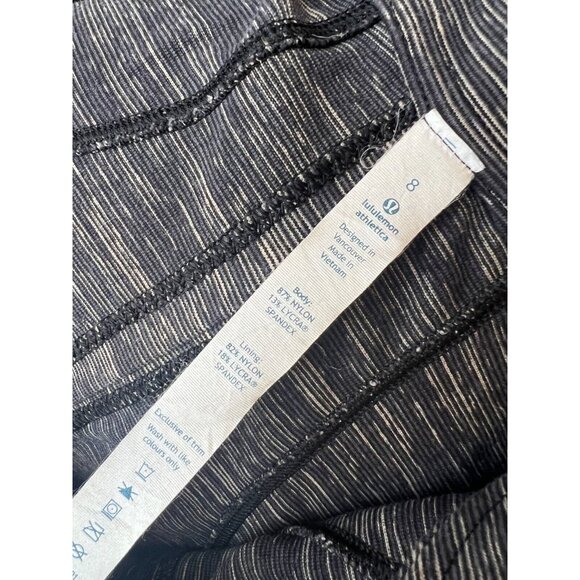 8
lululemon
athletica
Designed in
Vancouver
Made in
Vietnam
Body:
87% NYLON
13% LYCRA®
SPANDEX
Lining:
82% NYLON
18% LYCRA®
SPANDEX
Exclusive of trim
Wash with like
colours only